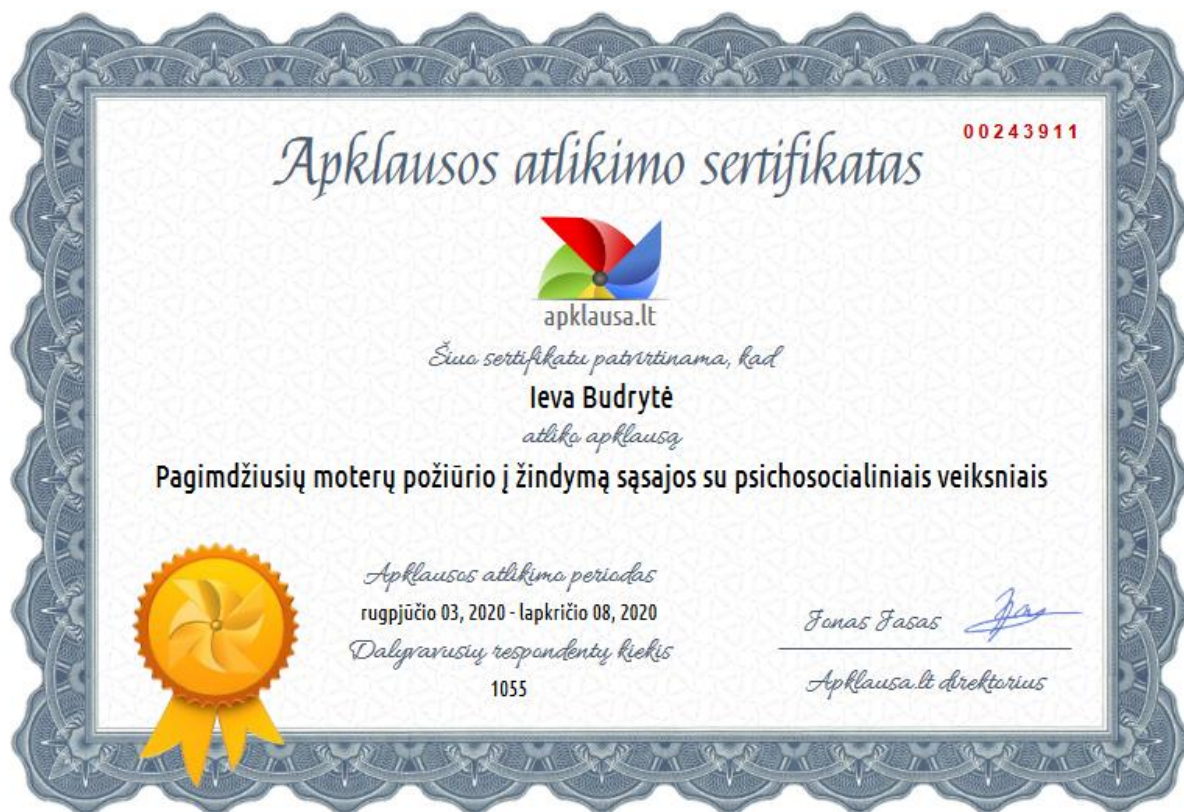 00243911
Apklausos atlikimo sertifikatas
apklausa.lt
Šiuo sertifikatu patvirtinama, kad
Ieva Budrytė
atliko apklausą
Pagimdžiusių moterų požiūrio į žindymą sąsajos su psichosocialiniais veiksniais
Apklausos atlikimo periodas
rugpjūčio 03, 2020 - lapkričio 08, 2020
Dalyvavusių respondentų kiekis
1055
Jonas Jasas
Apklausa.lt direktorius